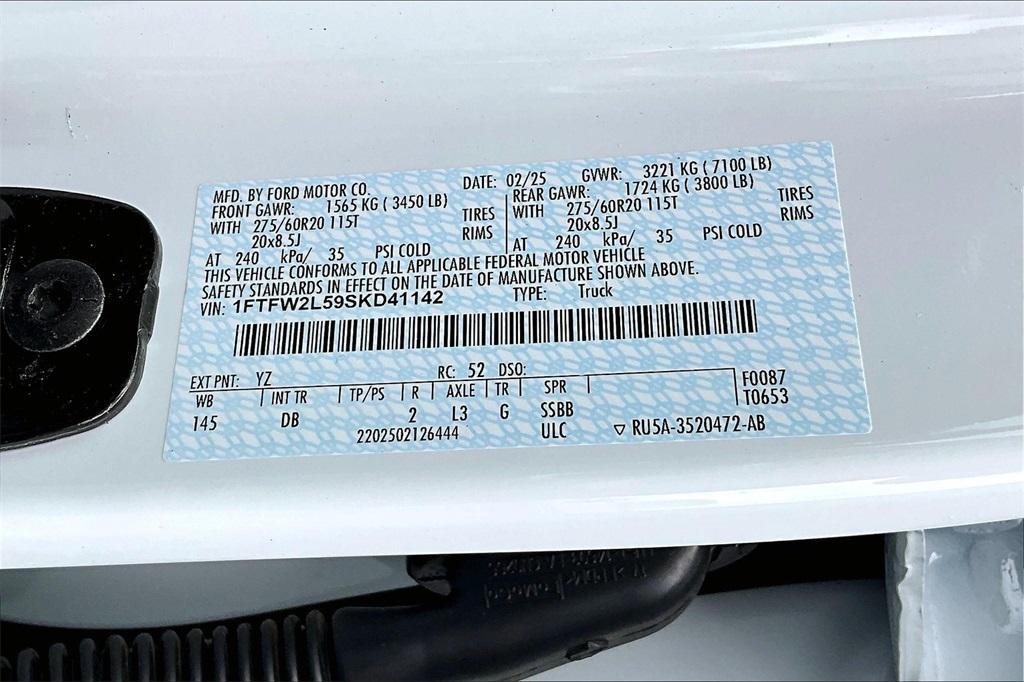 MFD. BY FORD MOTOR CO. DATE: 02/25 GVWR: 3221 KG ( 7100 LB)
FRONT GAWR: 1565 KG ( 3450 LB) REAR GAWR: 1724 KG ( 3800 LB)
WITH 275/60R20 115T TIRES WITH 275/60R20 115T TIRES
20x8.5J RIMS 20x8.5J RIMS
AT 240 kPa/ 35 PSI COLD AT 240 kPa/ 35 PSI COLD
THIS VEHICLE CONFORMS TO ALL APPLICABLE FEDERAL MOTOR VEHICLE
SAFETY STANDARDS IN EFFECT ON THE DATE OF MANUFACTURE SHOWN ABOVE.
VIN: 1FTFW2L59SKD41142 TYPE: Truck
EXT PNT: YZ RC: 52 DSO:
WB INT TR TP/PS R AXLE TR SPR F0087
145 DB 2 L3 G SSBB T0653
2202502126444 ULC ▽ RU5A-3520472-AB